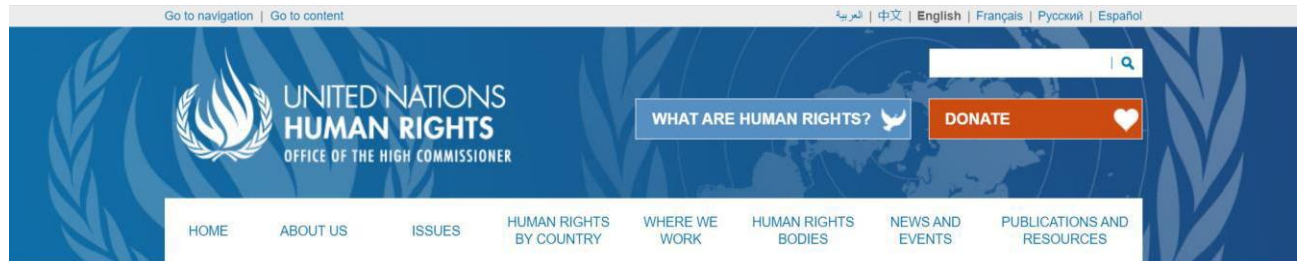 Go to navigation | Go to content
العربية | 中文 | English | Français | Русский | Español
UNITED NATIONS
HUMAN RIGHTS
OFFICE OF THE HIGH COMMISSIONER
WHAT ARE HUMAN RIGHTS?
DONATE
HOME
ABOUT US
ISSUES
HUMAN RIGHTS
BY COUNTRY
WHERE WE
WORK
HUMAN RIGHTS
BODIES
NEWS AND
EVENTS
PUBLICATIONS AND
RESOURCES